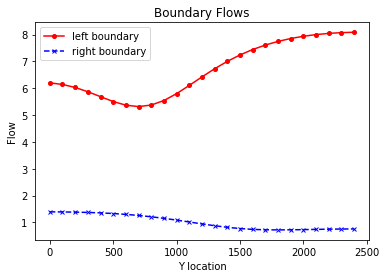 Boundary Flows
left boundary
right boundary
8
7
6
5
4
3
2
1
Flow
0
500
1000
1500
2000
2500
Y location